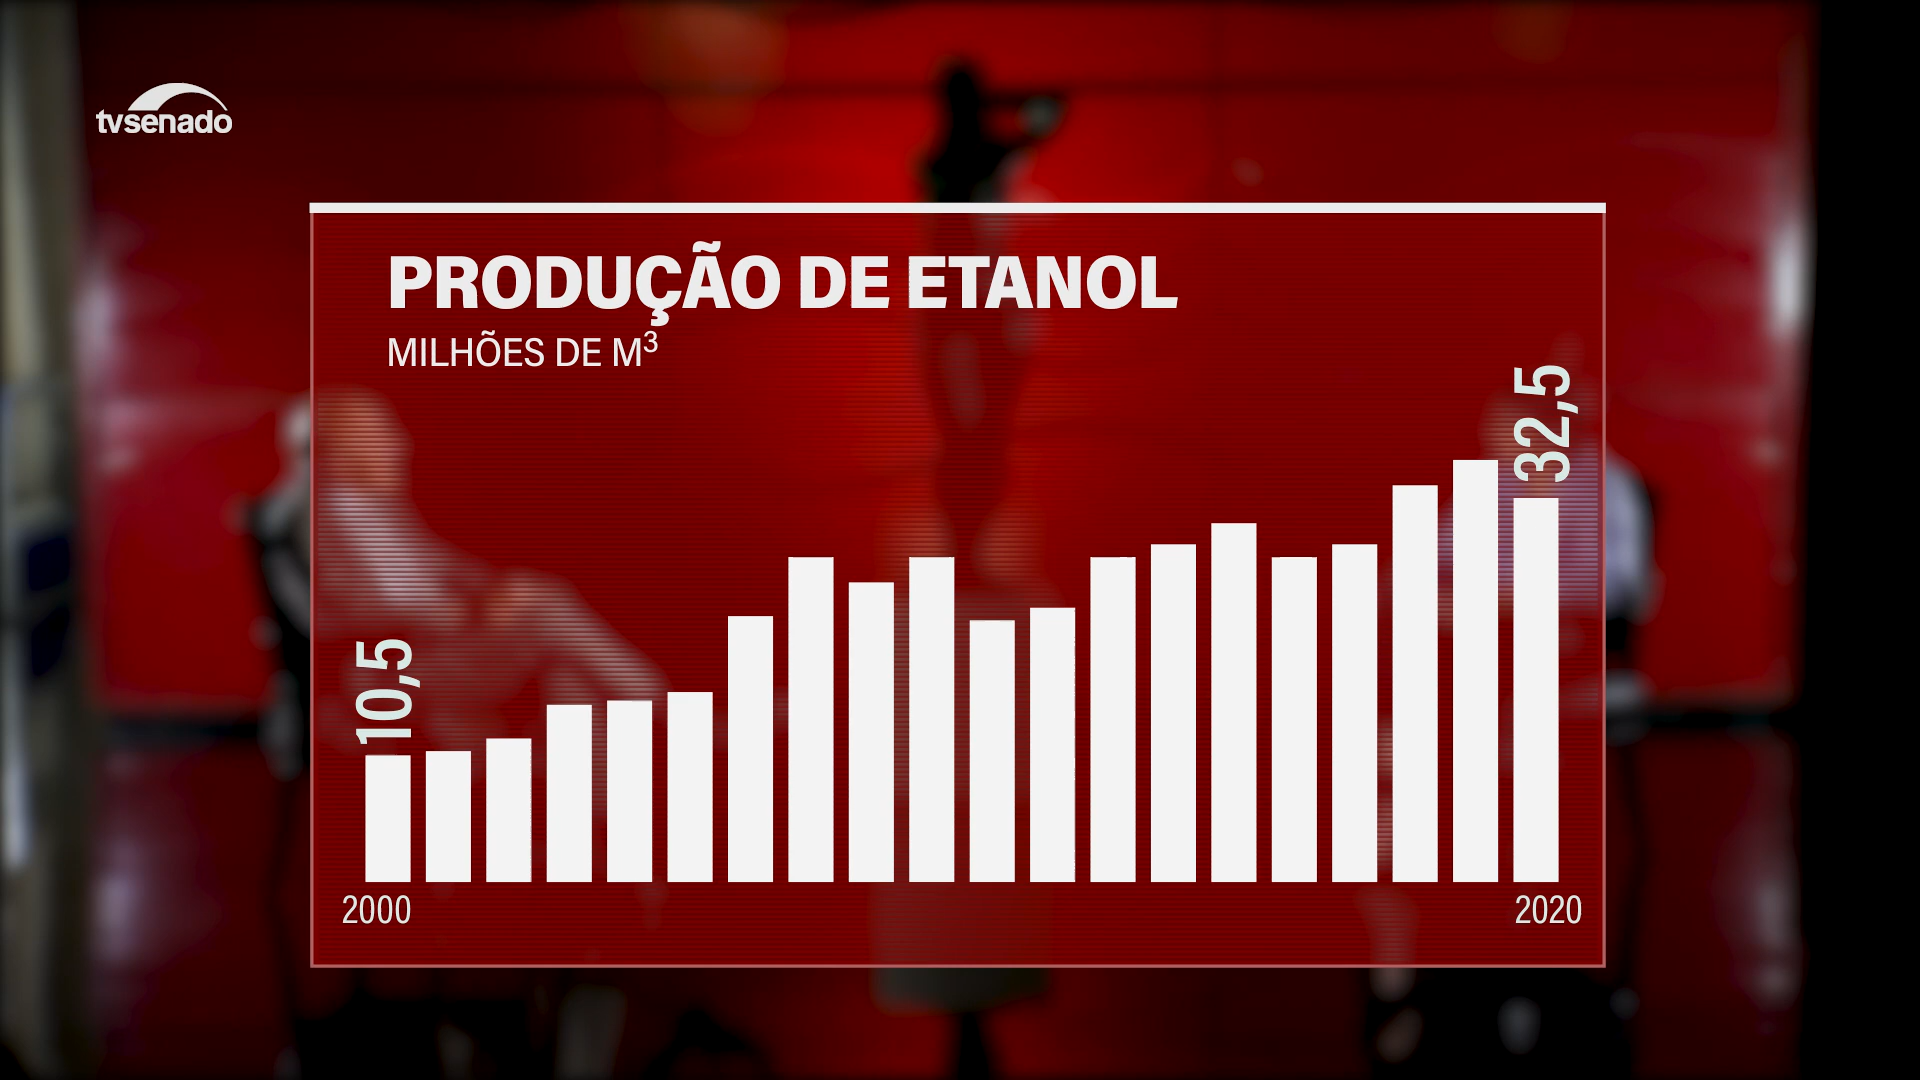 tvsenado
PRODUÇÃO DE ETANOL
MILHÕES DE M³
10,5
32,5
2000
2020